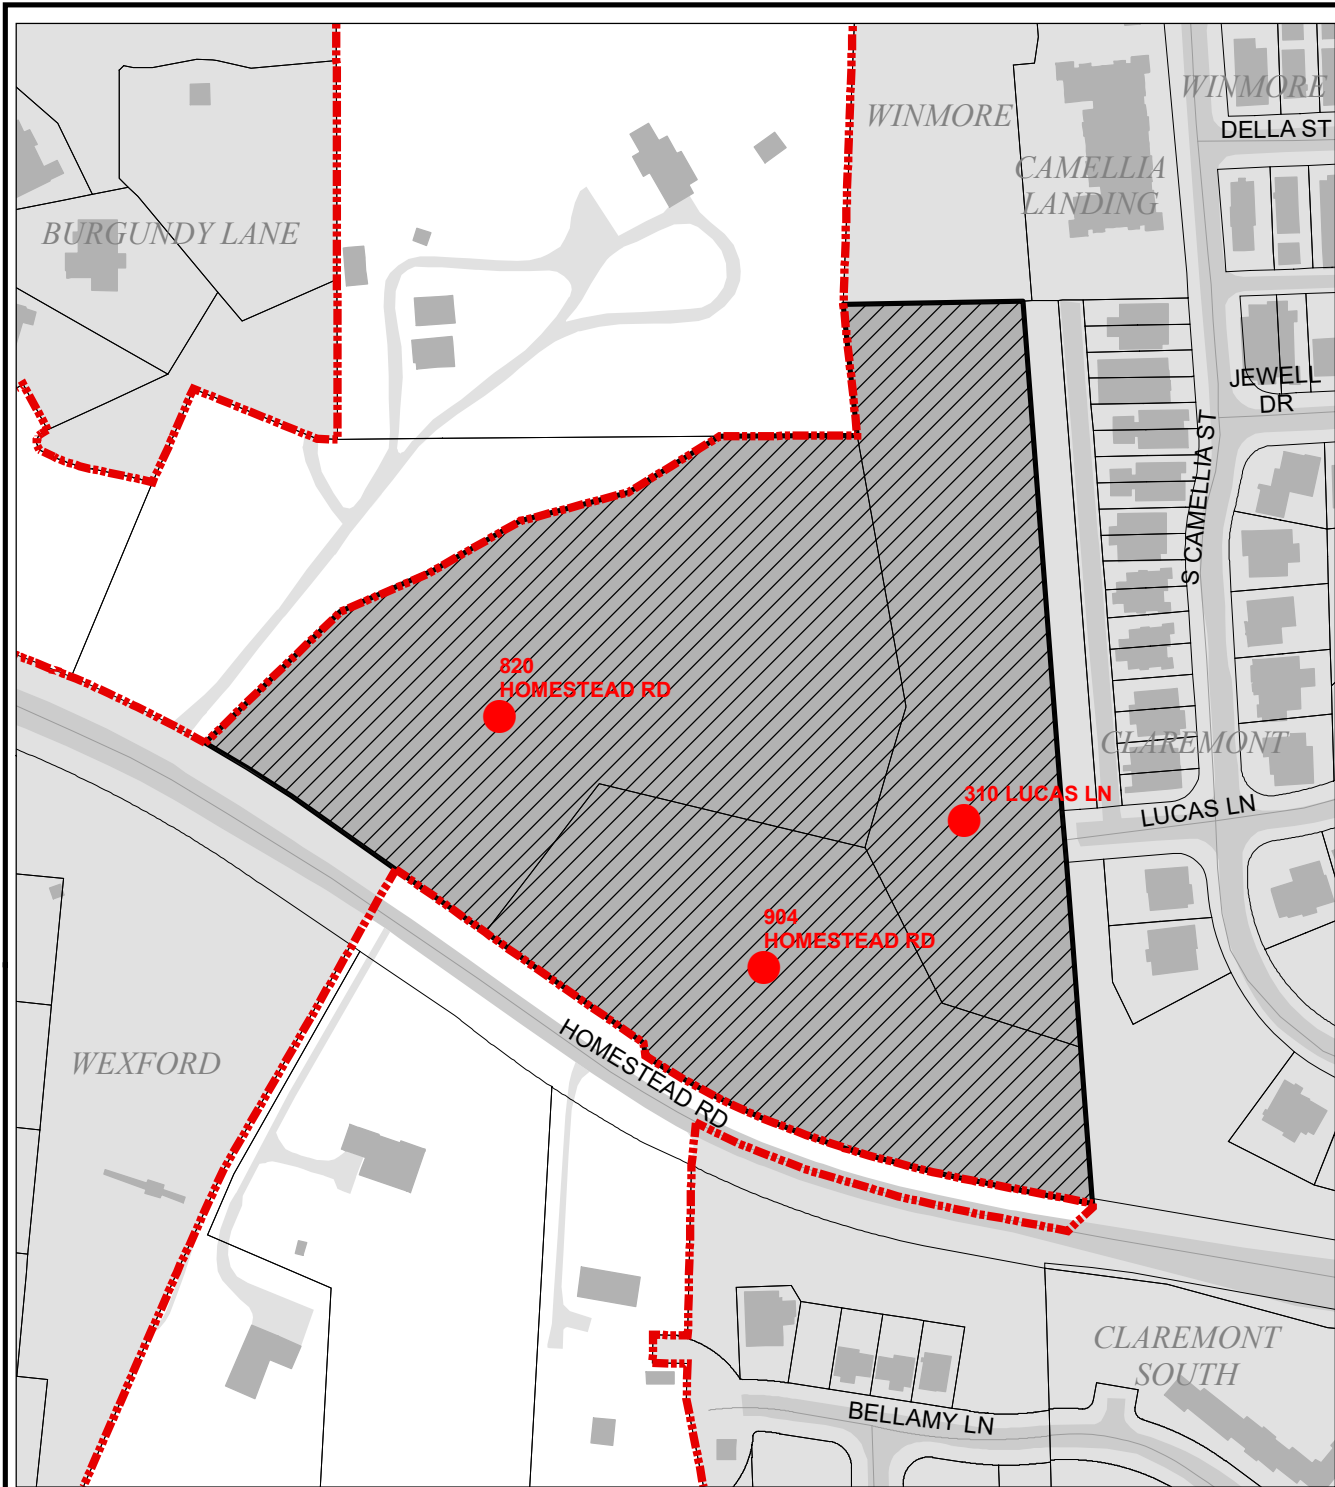 WINMORE
WINMORE
DELLA ST
CAMELLIA
LANDING
BURGUNDY LANE
JEWELL
DR
S CAMELLIA ST
820
HOMESTEAD RD
CLAREMONT
310 LUCAS LN
LUCAS LN
904
HOMESTEAD RD
HOMESTEAD RD
WEXFORD
CLAREMONT
SOUTH
BELLAMY LN